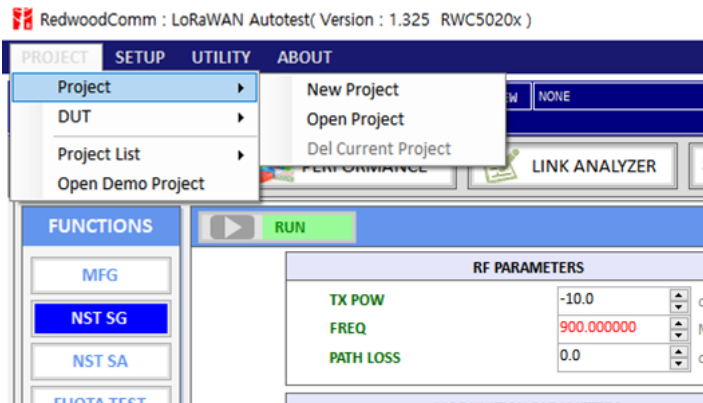 RedwoodComm : LoRaWAN Autotest( Version : 1.325 RWC5020x )
PROJECT SETUP UTILITY ABOUT
Project
DUT
Project List
Open Demo Project
New Project
Open Project
Del Current Project
NONE
PERFORMANCE
LINK ANALYZER
FUNCTIONS
MFG
NST SG
NST SA
FUOTA TEST
RUN
RF PARAMETERS
TX POW -10.0
FREQ 900.000000
PATH LOSS 0.0